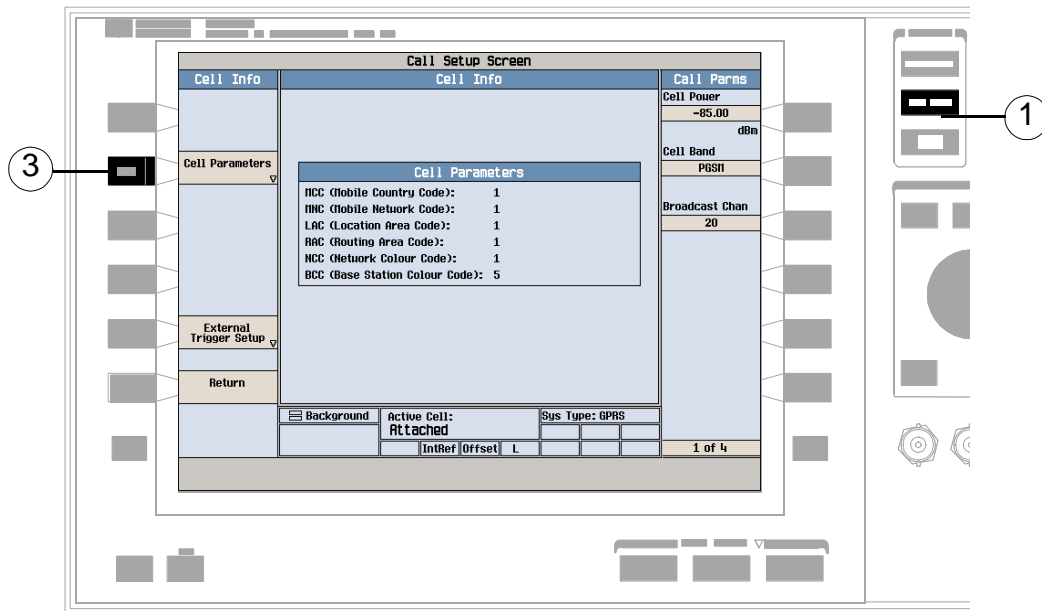 Call Setup Screen
Cell Info
Cell Info
Call Parms
Cell Power
-85.00
dBm
Cell Parameters
Cell Band
PGSM
Cell Parameters
MCC (Mobile Country Code): 1
MNC (Mobile Network Code): 1
LAC (Location Area Code): 1
RAC (Routing Area Code): 1
NCC (Network Colour Code): 1
BCC (Base Station Colour Code): 5
Broadcast Chan
20
External
Trigger Setup
Return
Background
Active Cell:
Attached
Sys Type: GPRS
IntRef Offset L
1 of 4
1
3